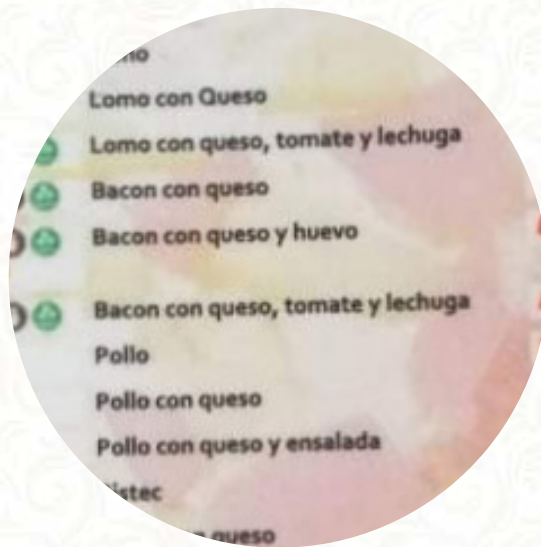 Lomo con Queso
Lomo con queso, tomate y lechuga
Bacon con queso
Bacon con queso y huevo
Bacon con queso, tomate y lechuga
Pollo
Pollo con queso
Pollo con queso y ensalada
queso